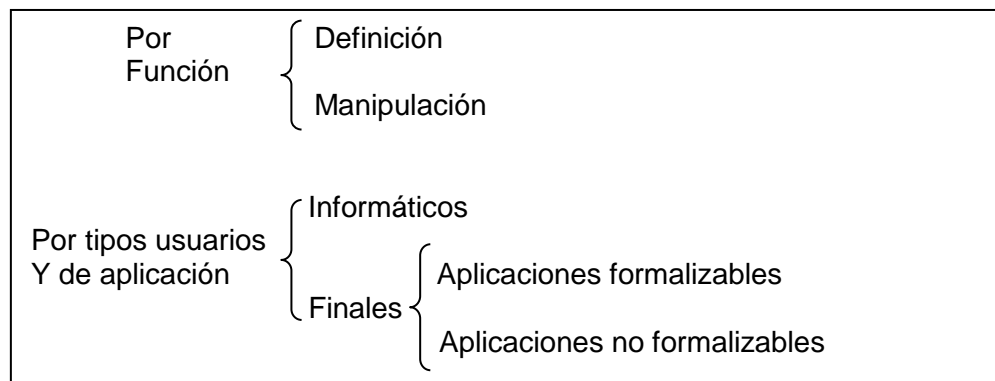 Por
Función
Definición
Manipulación
Por tipos usuarios
Y de aplicación
Informáticos
Finales
Aplicaciones formalizables
Aplicaciones no formalizables